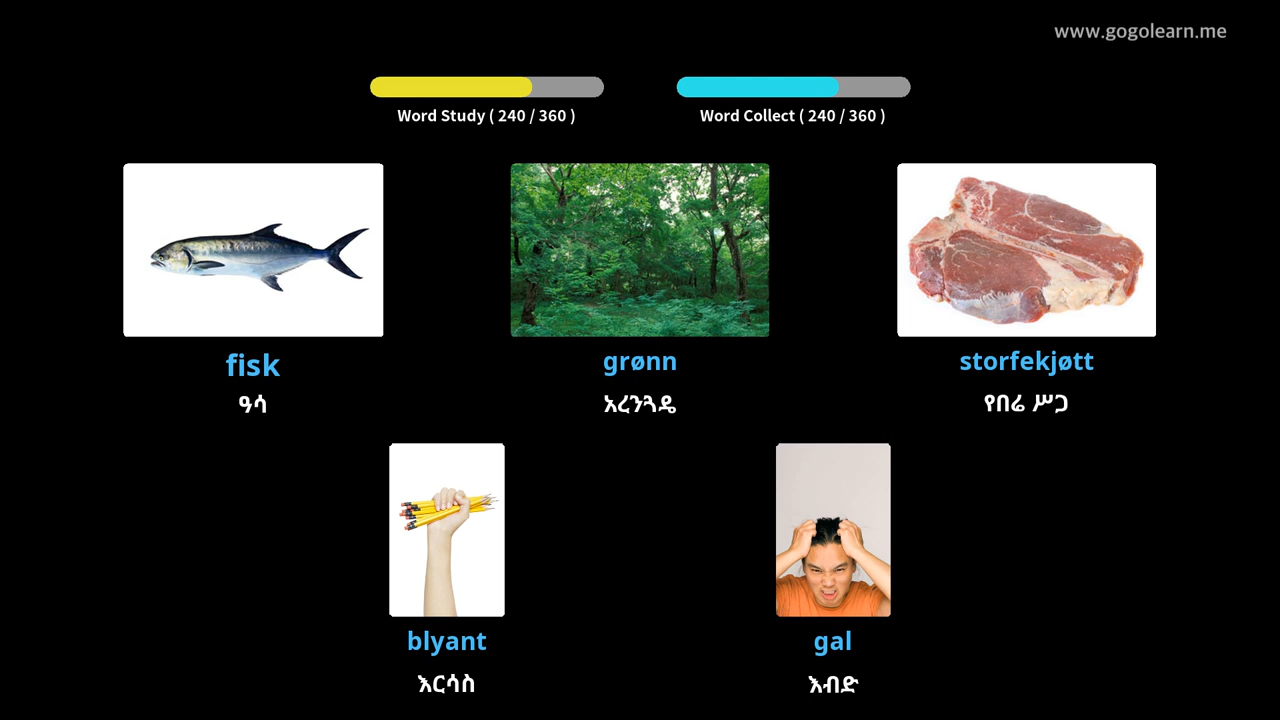 www.gogolearn.me
Word Study ( 240 / 360 )
Word Collect ( 240 / 360 )
fisk
grønn
storfekjøtt
ዓሳ
አረንጓዴ
የበሬ ሥጋ
blyant
gal
እርሳስ
እብድ